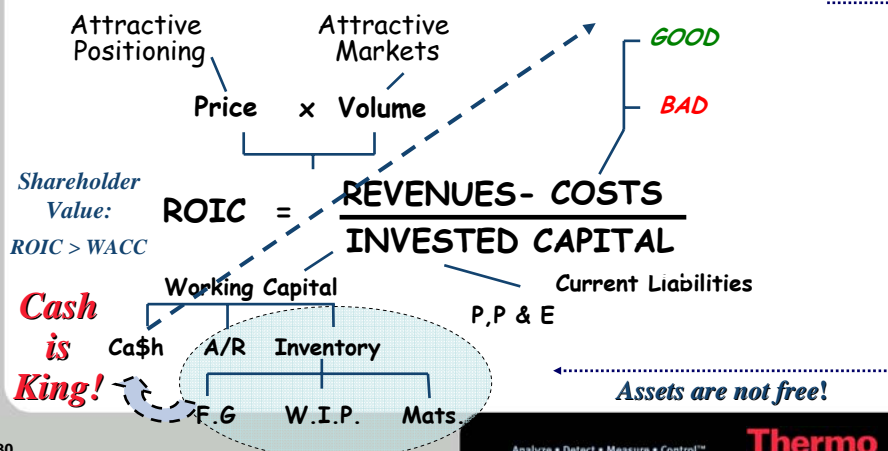 Attractive Positioning
Attractive Markets
GOOD
BAD
Price x Volume
Shareholder Value:
ROIC > WACC
ROIC = REVENUES- COSTS
INVESTED CAPITAL
Working Capital
Current Liabilities
P,P & E
Cash is King!
Ca$h A/R Inventory
F.G W.I.P. Mats.
Assets are not free!
Analyze • Detect • Measure • Control™
Thermo